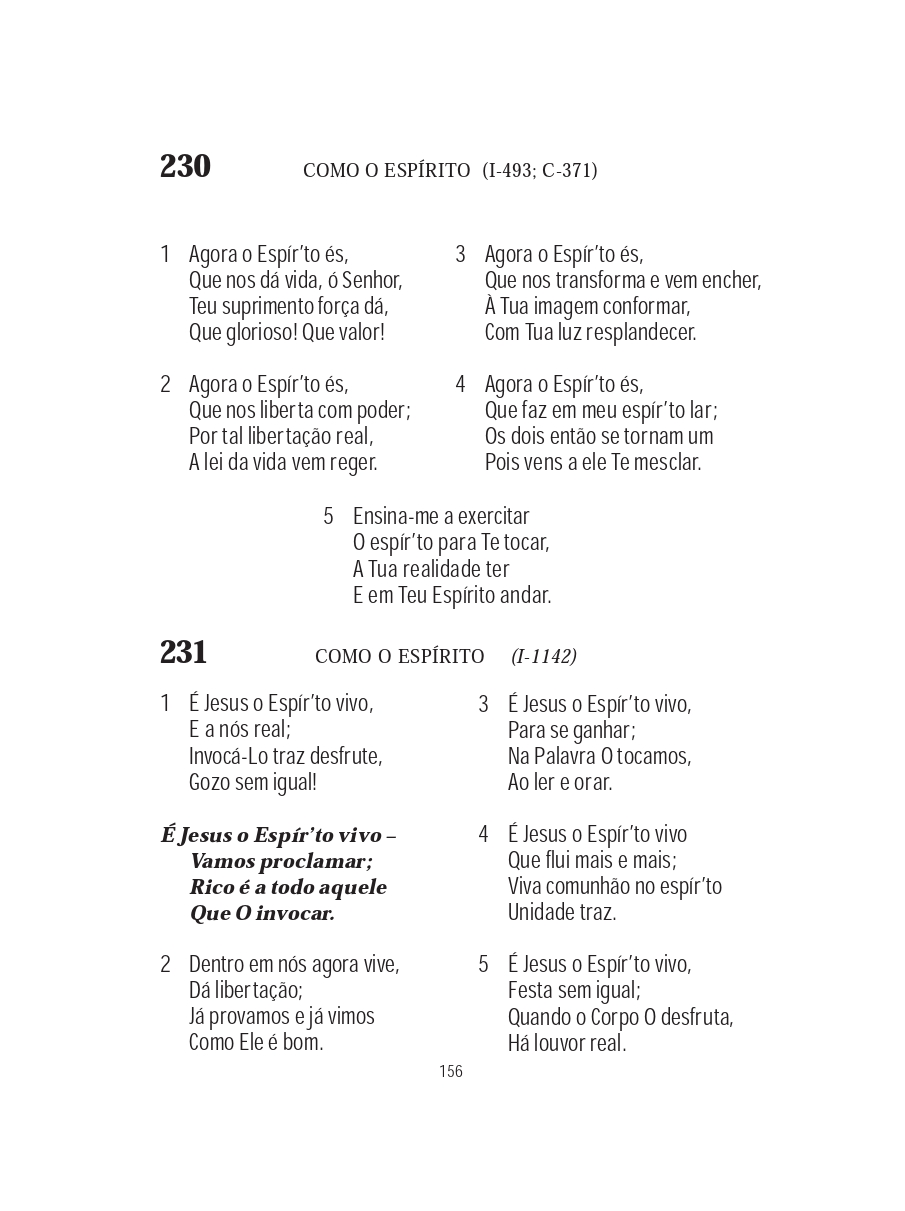 230 COMO O ESPÍRITO (I-493; C-371)
1 Agora o Espír’to és,
Que nos dá vida, ó Senhor,
Teu suprimento força dá,
Que glorioso! Que valor!
2 Agora o Espír’to és,
Que nos liberta com poder;
Por tal libertação real,
A lei da vida vem reger.
3 Agora o Espír’to és,
Que nos transforma e vem encher,
À Tua imagem conformar,
Com Tua luz resplandecer.
4 Agora o Espír’to és,
Que faz em meu espír’to lar;
Os dois então se tornam um
Pois vens a ele Te mesclar.
5 Ensina-me a exercitar
O espír’to para Te tocar,
A Tua realidade ter
E em Teu Espírito andar.
231 COMO O ESPÍRITO (I-1142)
1 É Jesus o Espír’to vivo,
E a nós real;
Invocá-Lo traz desfrute,
Gozo sem igual!
É Jesus o Espír’to vivo –
Vamos proclamar;
Rico é a todo aquele
Que O invocar.
2 Dentro em nós agora vive,
Dá libertação;
Já provamos e já vimos
Como Ele é bom.
3 É Jesus o Espír’to vivo,
Para se ganhar;
Na Palavra O tocamos,
Ao ler e orar.
4 É Jesus o Espír’to vivo
Que flui mais e mais;
Viva comunhão no espír’to
Unidade traz.
5 É Jesus o Espír’to vivo,
Festa sem igual;
Quando o Corpo O desfruta,
Há louvor real.
156